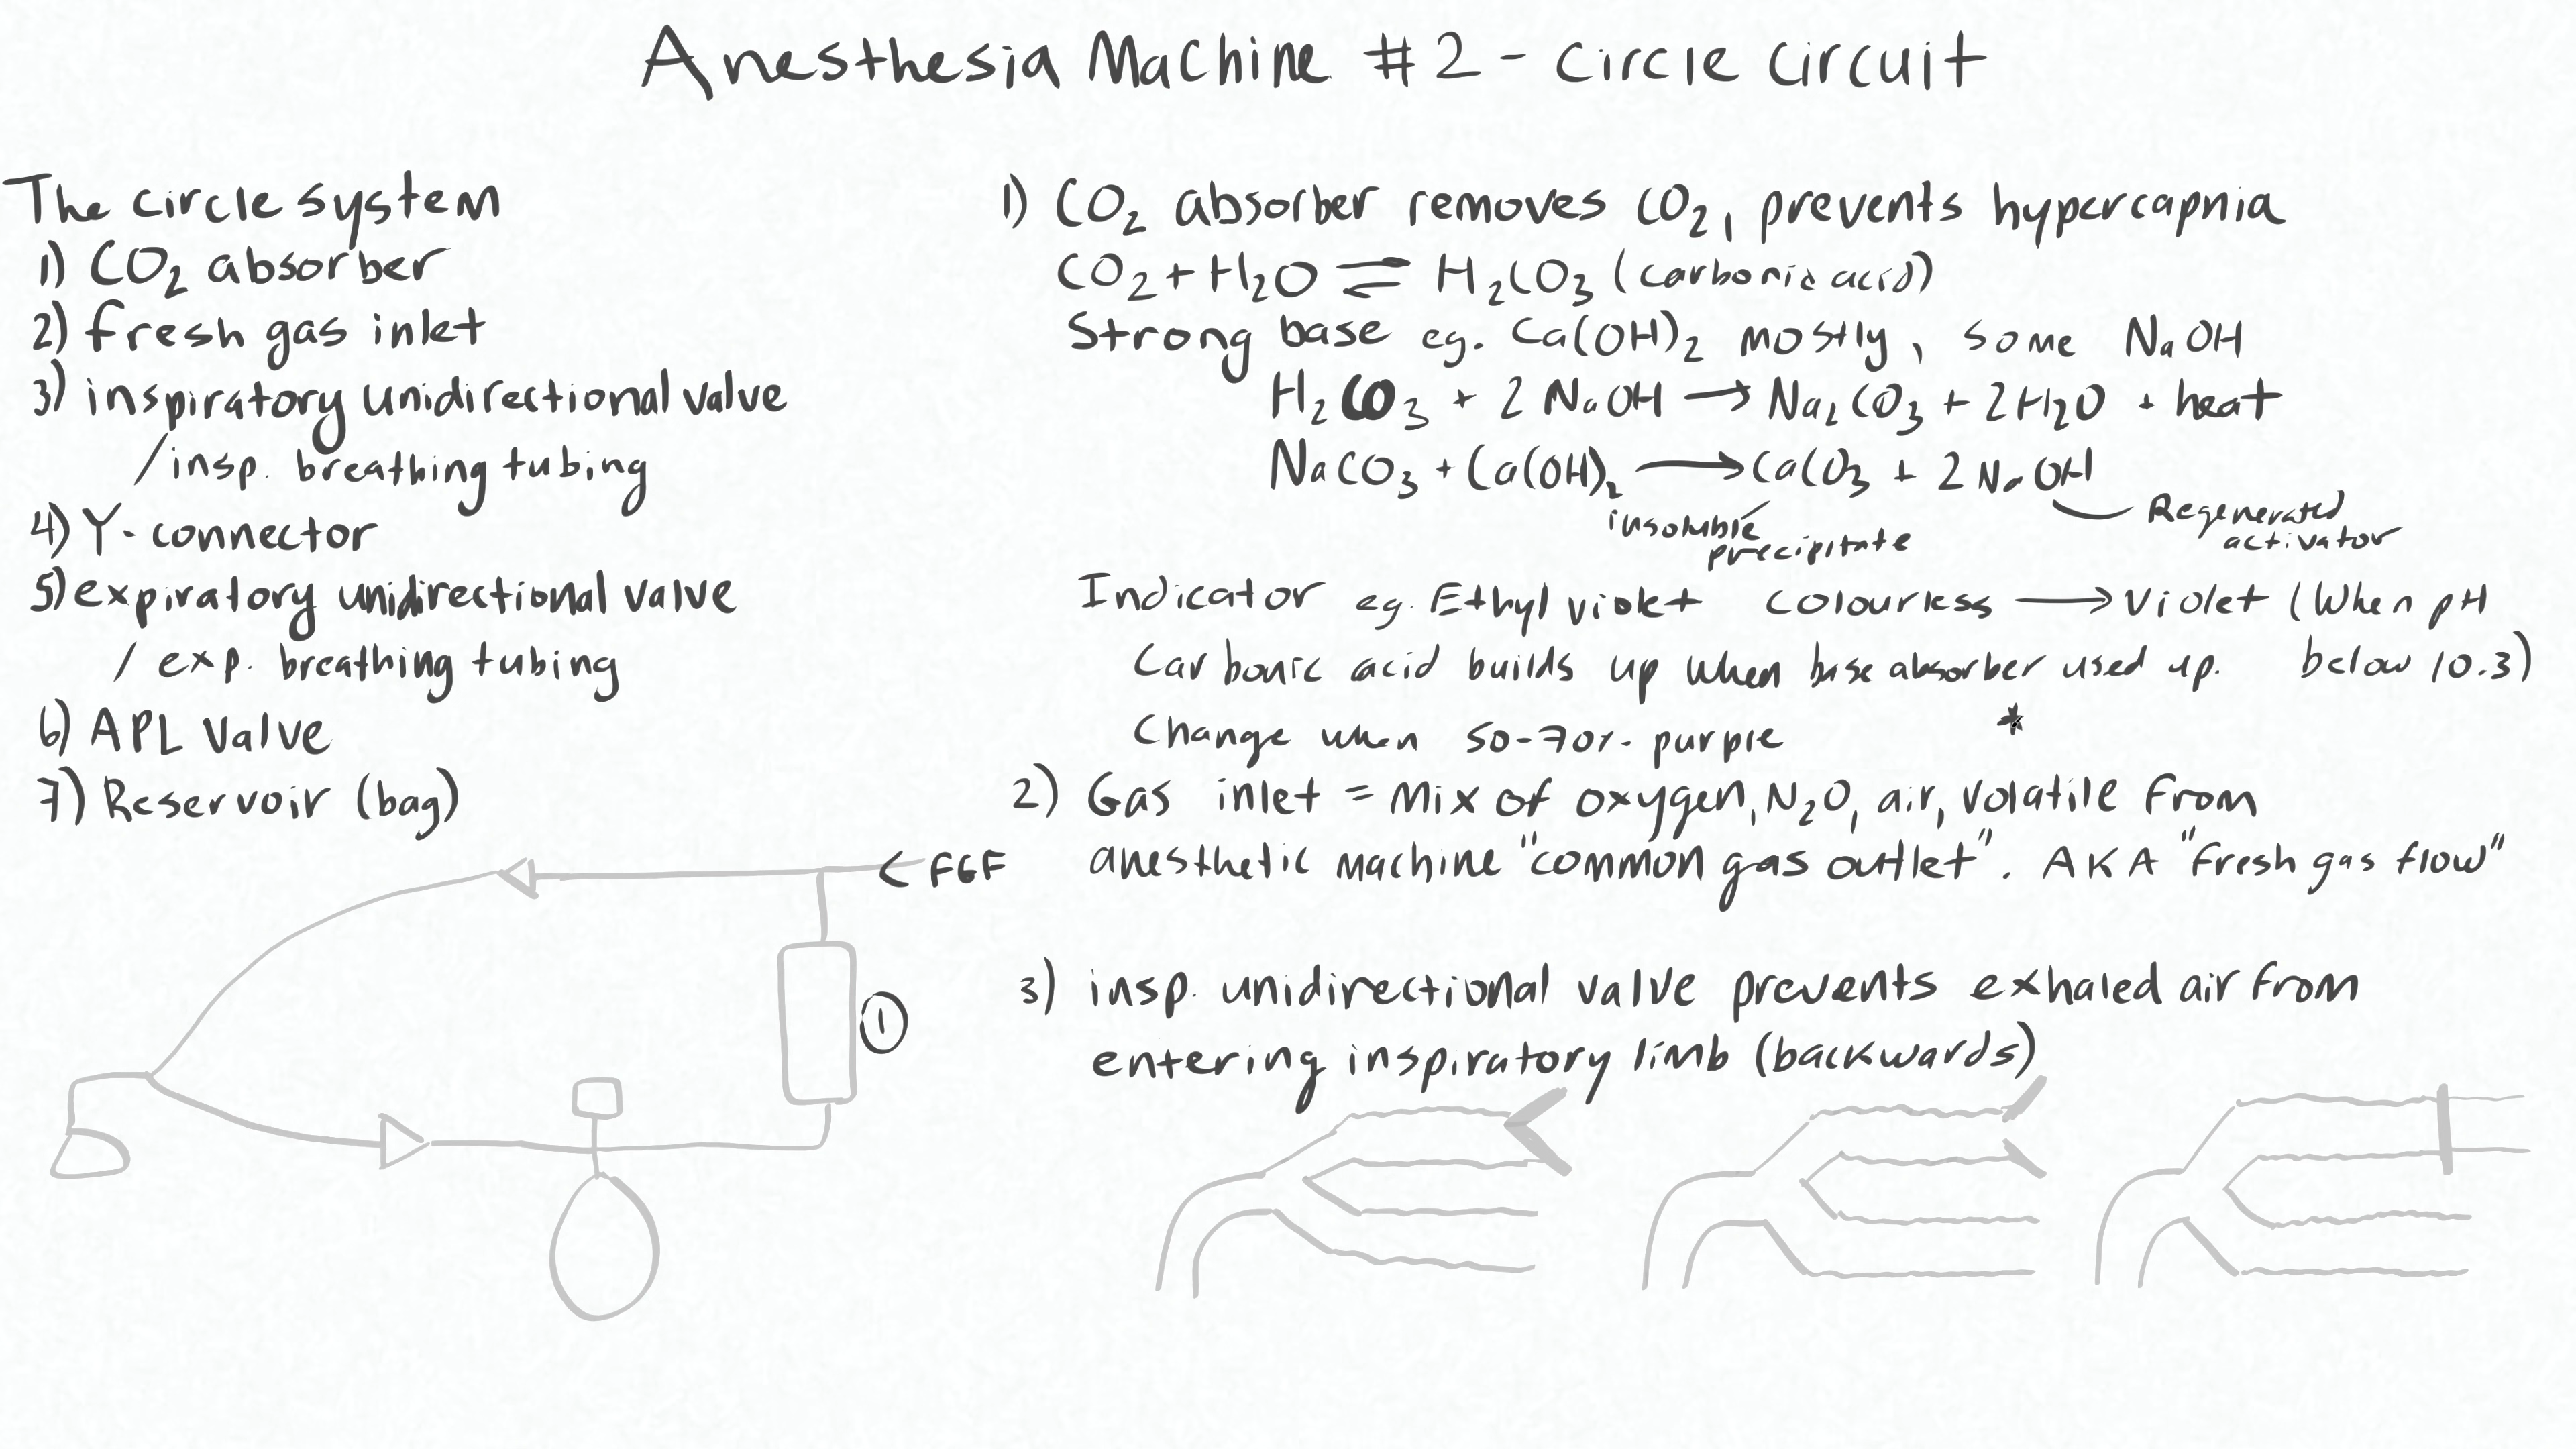 Anesthesia Machine #2 - Circle Circuit
The circle system
1) CO2 absorber
2) fresh gas inlet
3) inspiratory unidirectional valve
/insp. breathing tubing
4) Y-connector
5) expiratory unidirectional valve
/ exp. breathing tubing
6) APL Valve
7) Reservoir (bag)
< FGF
1
1) CO2 absorber removes CO2, prevents hypercapnia
CO2 + H2O ⇌ H2CO3 (carbonic acid)
Strong base eg. Ca(OH)2 mostly, some NaOH
H2CO3 + 2 NaOH → Na2CO3 + 2H2O + heat
NaCO3 + Ca(OH)2 → CaCO3 + 2 NaOH
insoluble precipitate
Regenerated activator
Indicator eg. Ethyl violet colourless → Violet (When pH
below 10.3)
Carbonic acid builds up when base absorber used up.
Change when 50-70% purple *
2) Gas inlet = Mix of oxygen, N2O, air, volatile from
anesthetic machine "common gas outlet". AKA "Fresh gas flow"
3) insp. unidirectional valve prevents exhaled air from
entering inspiratory limb (backwards)